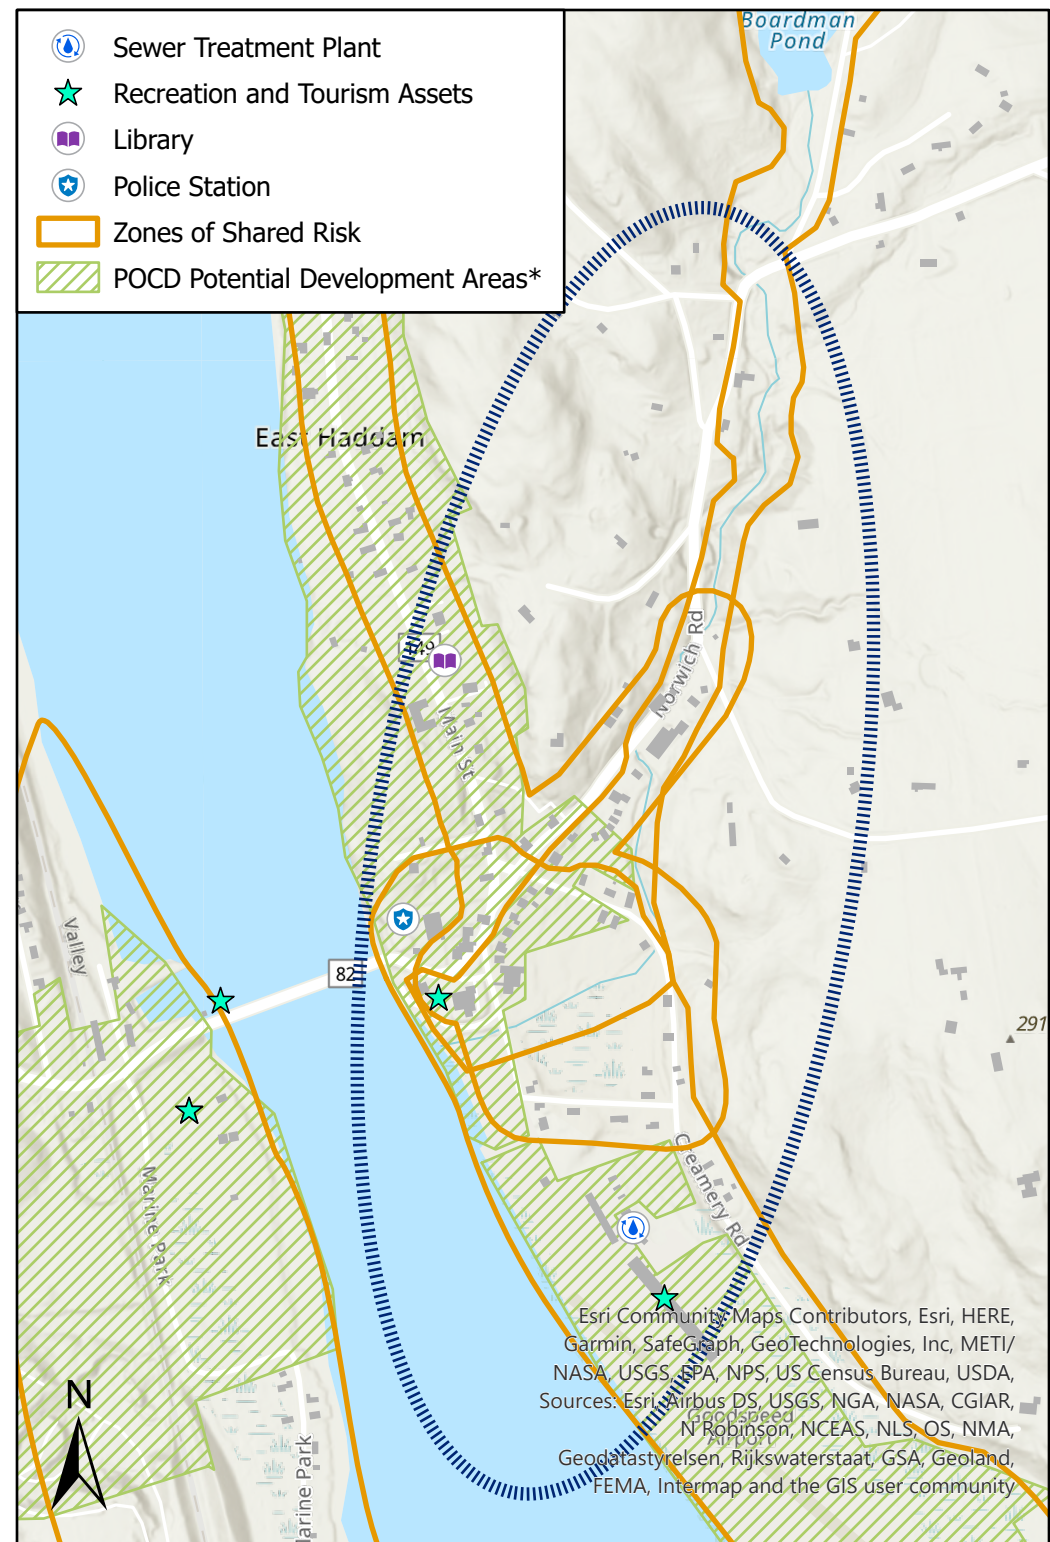 Sewer Treatment Plant
Recreation and Tourism Assets
Library
Police Station
Zones of Shared Risk
POCD Potential Development Areas*
Boardman
Pond
East Haddam
149
Norwich Rd
Main St
Valley
82
291
Creamery Rd
Marine Park
Goodspeed
Airport
Marine Park
N
Esri Community Maps Contributors, Esri, HERE,
Garmin, SafeGraph, GeoTechnologies, Inc, METI/
NASA, USGS, EPA, NPS, US Census Bureau, USDA,
Sources: Esri, Airbus DS, USGS, NGA, NASA, CGIAR,
N Robinson, NCEAS, NLS, OS, NMA,
Geodatastyrelsen, Rijkswaterstaat, GSA, Geoland,
FEMA, Intermap and the GIS user community